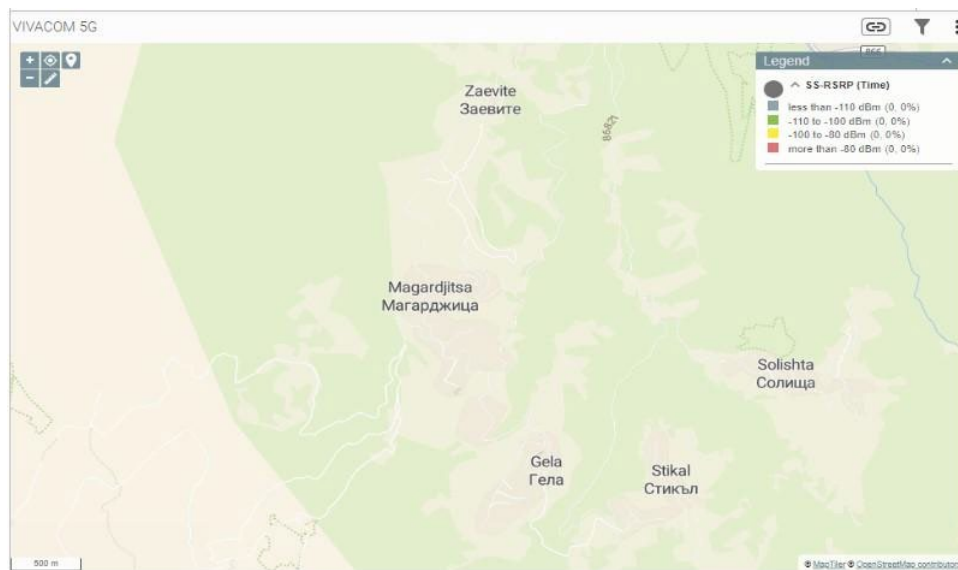 VIVACOM 5G
866
Legend
SS-RSRP (Time)
less than -110 dBm (0, 0%)
-110 to -100 dBm (0, 0%)
-100 to -80 dBm (0, 0%)
more than -80 dBm (0, 0%)
Zaevite
Заевите
86827
Magardjitsa
Магарджица
Solishta
Солища
Gela
Гела
Stikal
Стикъл
500 m
© MapTiler © OpenStreetMap contributors